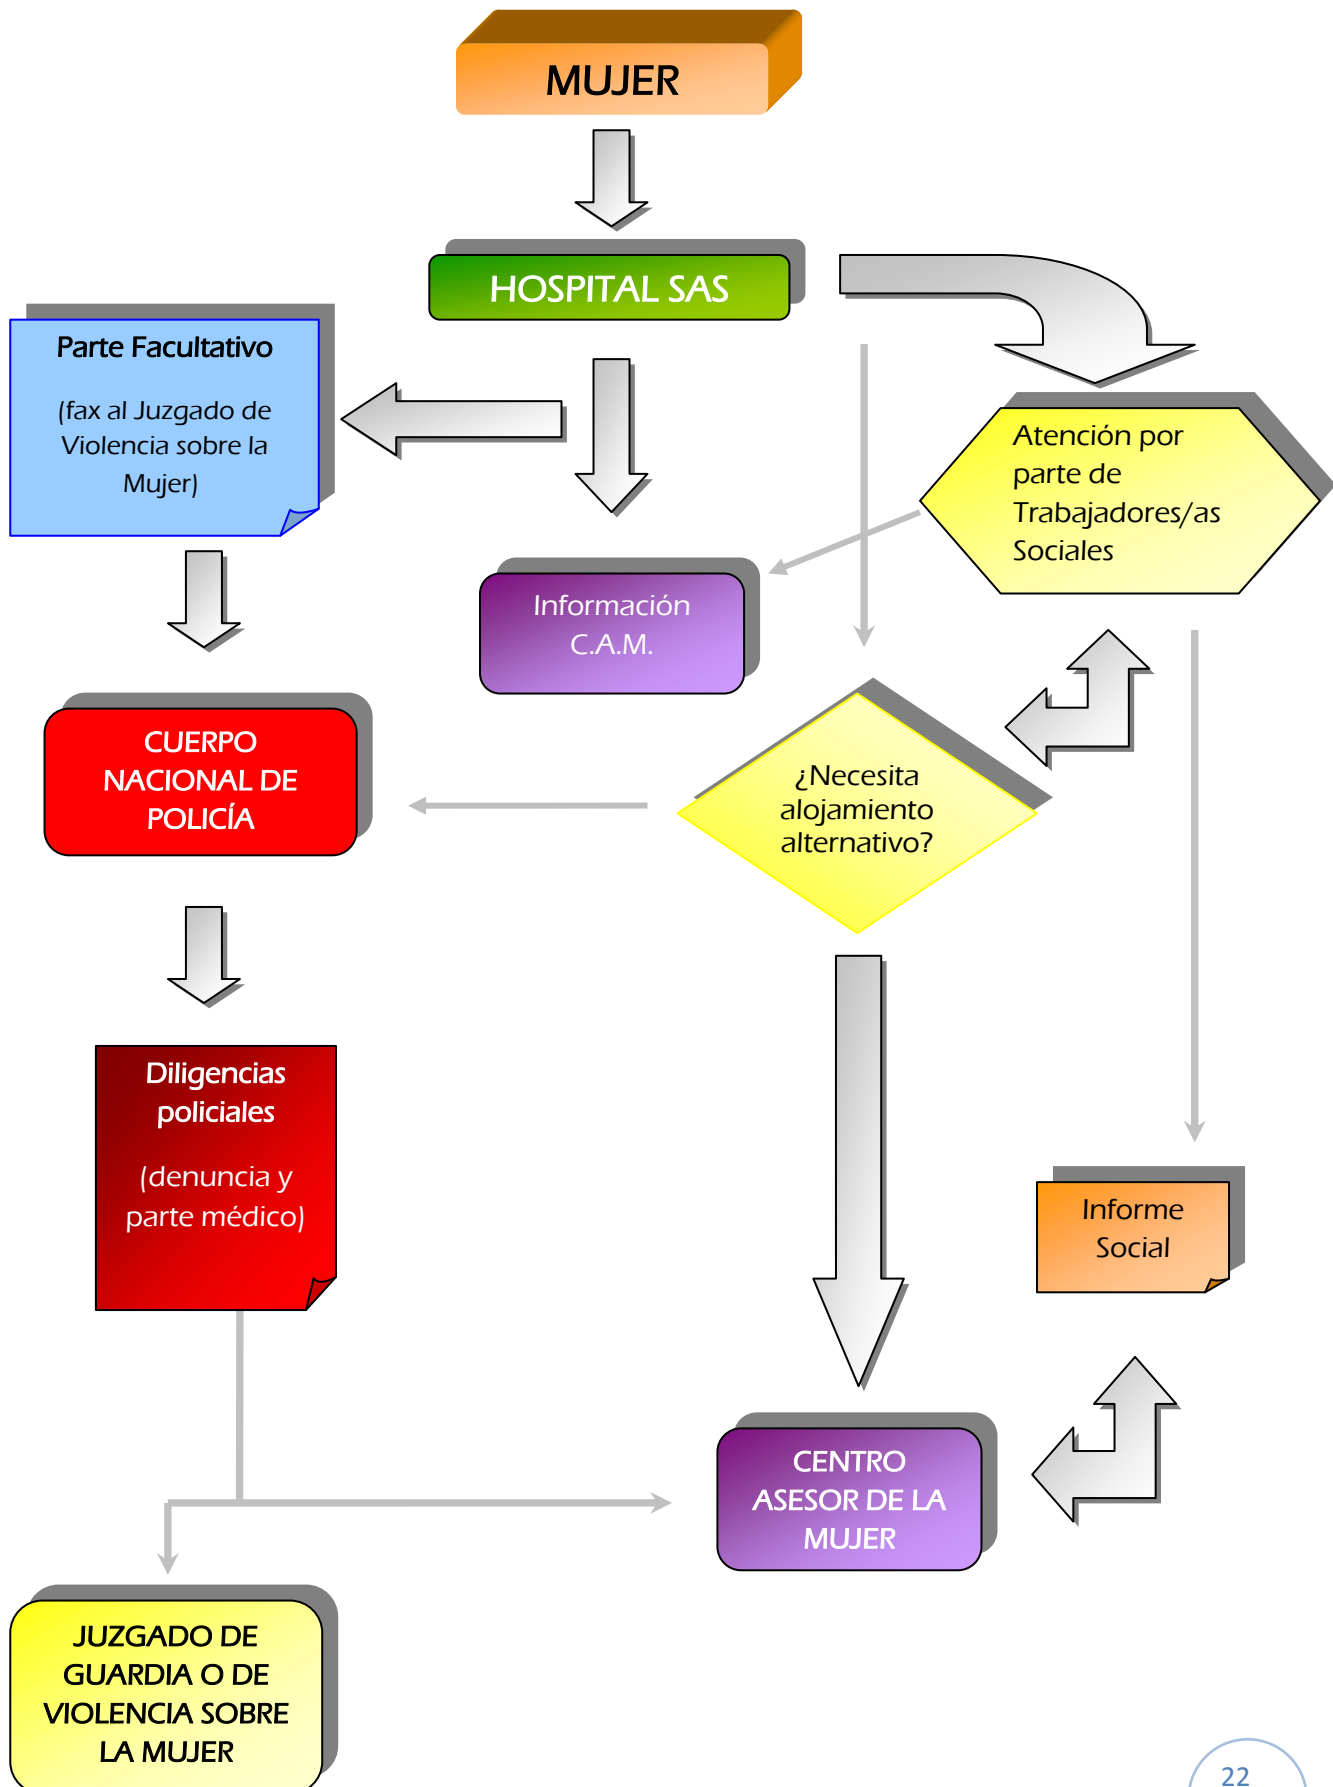 MUJER
HOSPITAL SAS
Parte Facultativo
(fax al Juzgado de
Violencia sobre la
Mujer)
Atención por
parte de
Trabajadores/as
Sociales
Información
C.A.M.
CUERPO
NACIONAL DE
POLICÍA
¿Necesita
alojamiento
alternativo?
Diligencias
policiales
(denuncia y
parte médico)
Informe
Social
CENTRO
ASESOR DE LA
MUJER
JUZGADO DE
GUARDIA O DE
VIOLENCIA SOBRE
LA MUJER
22